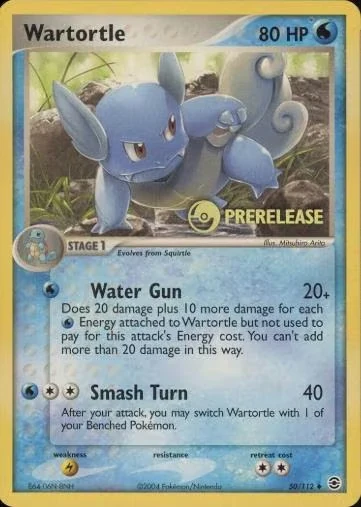 Wartortle 80 HP
PRERELEASE
Illus. Mitsuhiro Arita
STAGE 1
Evolves from Squirtle
Water Gun 20+
Does 20 damage plus 10 more damage for each
Energy attached to Wartortle but not used to
pay for this attack's Energy cost. You can't add
more than 20 damage in this way.
Smash Turn 40
After your attack, you may switch Wartortle with 1 of
your Benched Pokémon.
weakness resistance retreat cost
©2004 Pokémon/Nintendo 50/112